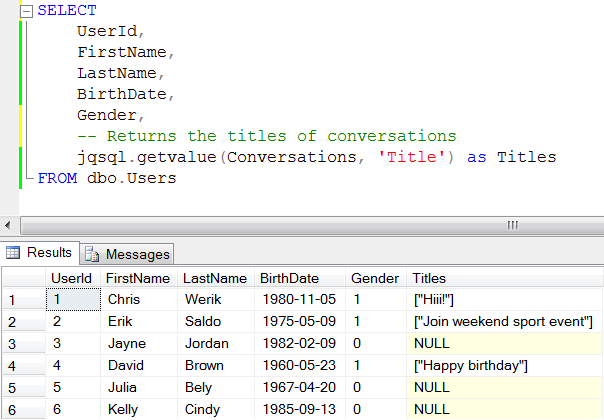 SELECT
UserId,
FirstName,
LastName,
BirthDate,
Gender,
-- Returns the titles of conversations
jqsql.getvalue(Conversations, 'Title') as Titles
FROM dbo.Users
Results Messages
UserId FirstName LastName BirthDate Gender Titles
1 1 Chris Werik 1980-11-05 1 ["Hiii!"]
2 2 Erik Saldo 1975-05-09 1 ["Join weekend sport event"]
3 3 Jayne Jordan 1982-02-09 0 NULL
4 4 David Brown 1960-05-23 1 ["Happy birthday"]
5 5 Julia Bely 1967-04-20 0 NULL
6 6 Kelly Cindy 1985-09-13 0 NULL